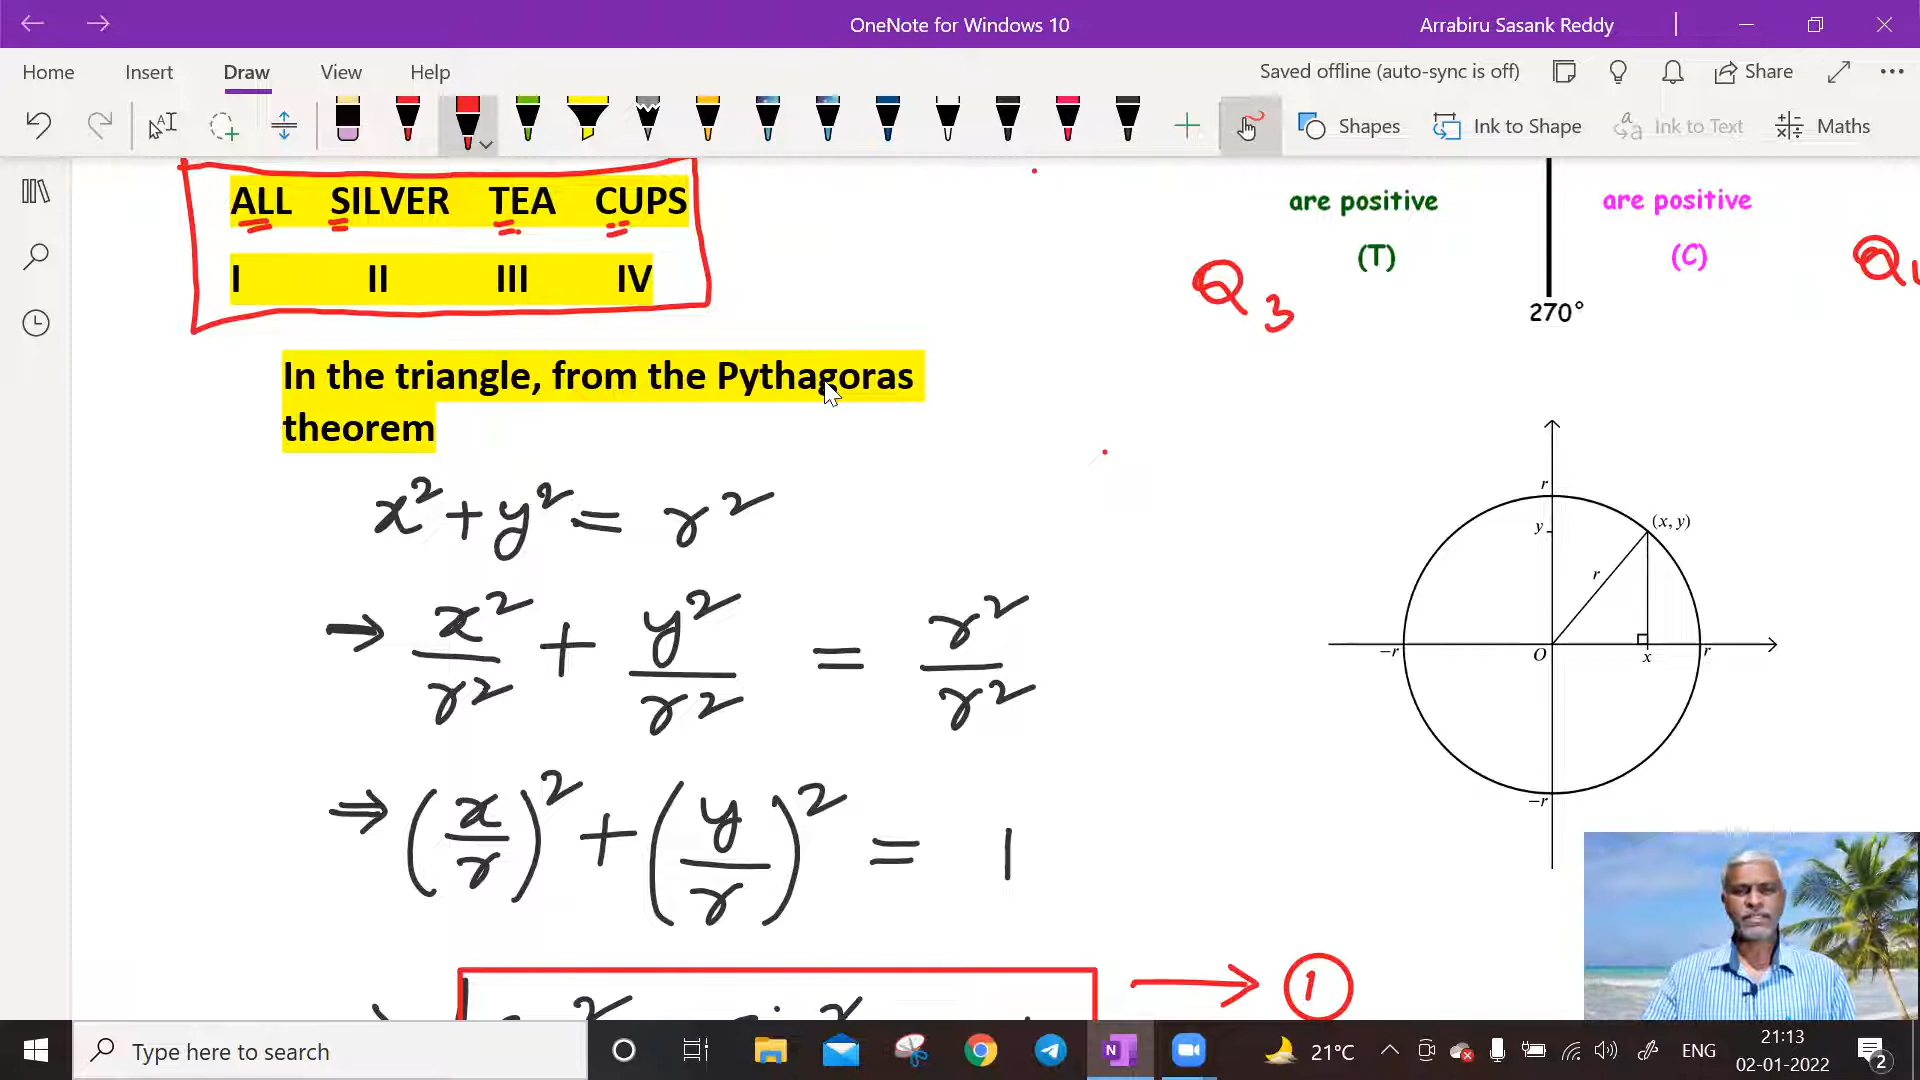 OneNote for Windows 10
Arrabiru Sasank Reddy
Home Insert Draw View Help
Saved offline (auto-sync is off)
Share
Shapes
Ink to Shape
Ink to Text
Maths
ALL SILVER TEA CUPS
I II III IV
are positive
(T)
are positive
(C)
Q3
270°
In the triangle, from the Pythagoras
theorem
x² + y² = r²
→ x²/r² + y²/r² = r²/r²
⇒ (x/r)² + (y/r)² = 1
→ ①
r
y
(x, y)
r
-r
O
x
r
-r
Type here to search
21°C
ENG
21:13
02-01-2022
2